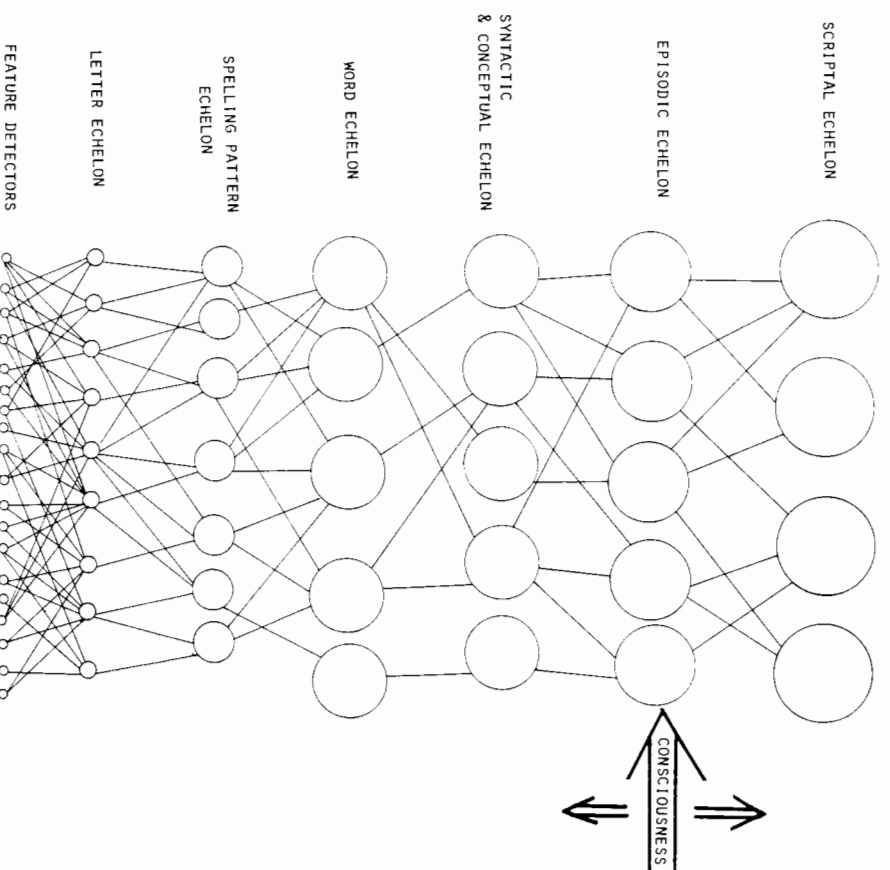 SCRIPTAL ECHELON
EPISODIC ECHELON
CONSCIOUSNESS
SYNTACTIC
& CONCEPTUAL ECHELON
WORD ECHELON
SPELLING PATTERN
ECHELON
LETTER ECHELON
FEATURE DETECTORS